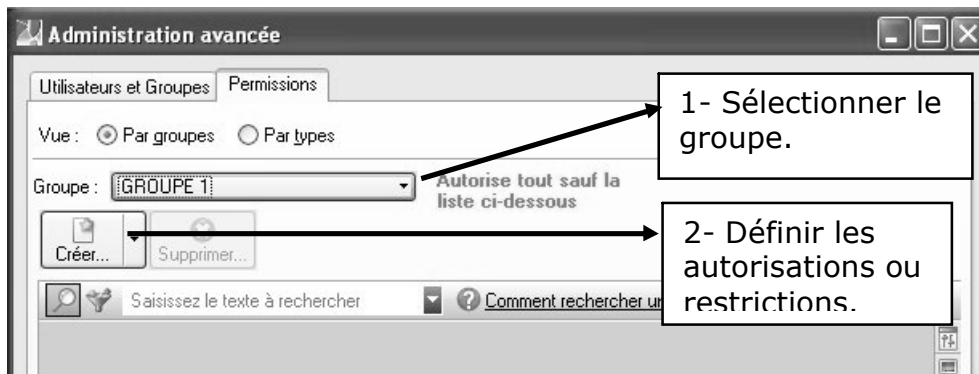 Administration avancée
Utilisateurs et Groupes Permissions
Vue : Par groupes Par types
1- Sélectionner le
groupe.
Groupe : GROUPE 1
Autorise tout sauf la
liste ci-dessous
Créer... Supprimer...
2- Définir les
autorisations ou
restrictions.
Saisissez le texte à rechercher Comment rechercher